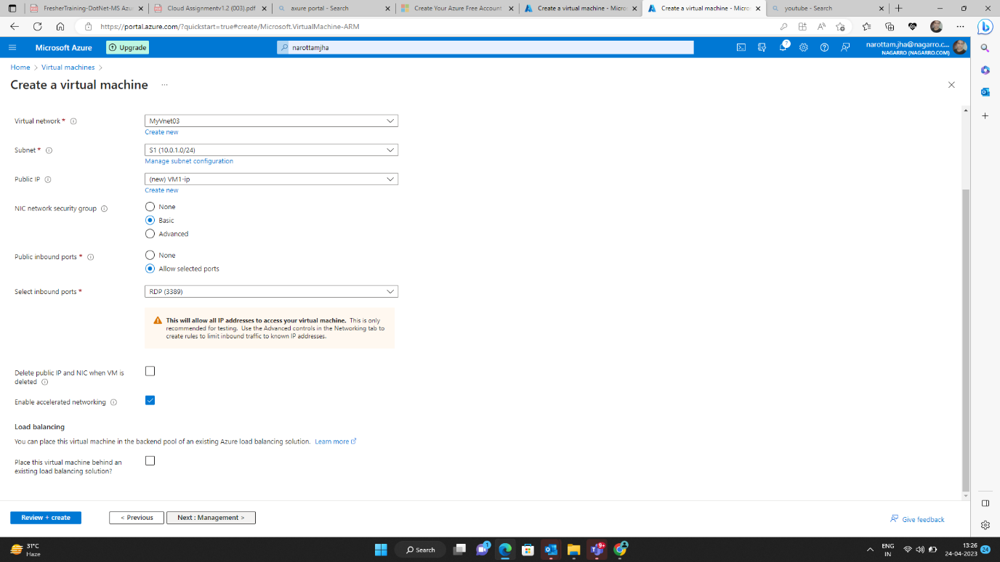 FresherTraining-DotNet-MS Azur
Cloud Assignmentv1.2 (003).pdf
axure portal - Search
Create Your Azure Free Account
Create a virtual machine - Micros
Create a virtual machine - Micros
youtube - Search
https://portal.azure.com/?quickstart=true#create/Microsoft.VirtualMachine-ARM
Microsoft Azure
Upgrade
narottamjha
7
narottam.jha@nagarro.c...
NAGARRO (NAGARRO.COM)
Home > Virtual machines >
Create a virtual machine ...
Virtual network *
MyVnet03
Create new
Subnet *
S1 (10.0.1.0/24)
Manage subnet configuration
Public IP
(new) VM1-ip
Create new
NIC network security group
None
Basic
Advanced
Public inbound ports *
None
Allow selected ports
Select inbound ports *
RDP (3389)
This will allow all IP addresses to access your virtual machine. This is only
recommended for testing. Use the Advanced controls in the Networking tab to
create rules to limit inbound traffic to known IP addresses.
Delete public IP and NIC when VM is
deleted
Enable accelerated networking
Load balancing
You can place this virtual machine in the backend pool of an existing Azure load balancing solution. Learn more
Place this virtual machine behind an
existing load balancing solution?
Review + create
< Previous
Next : Management >
Give feedback
31°C
Haze
Search
1
9+
ENG
IN
13:26
24-04-2023
24